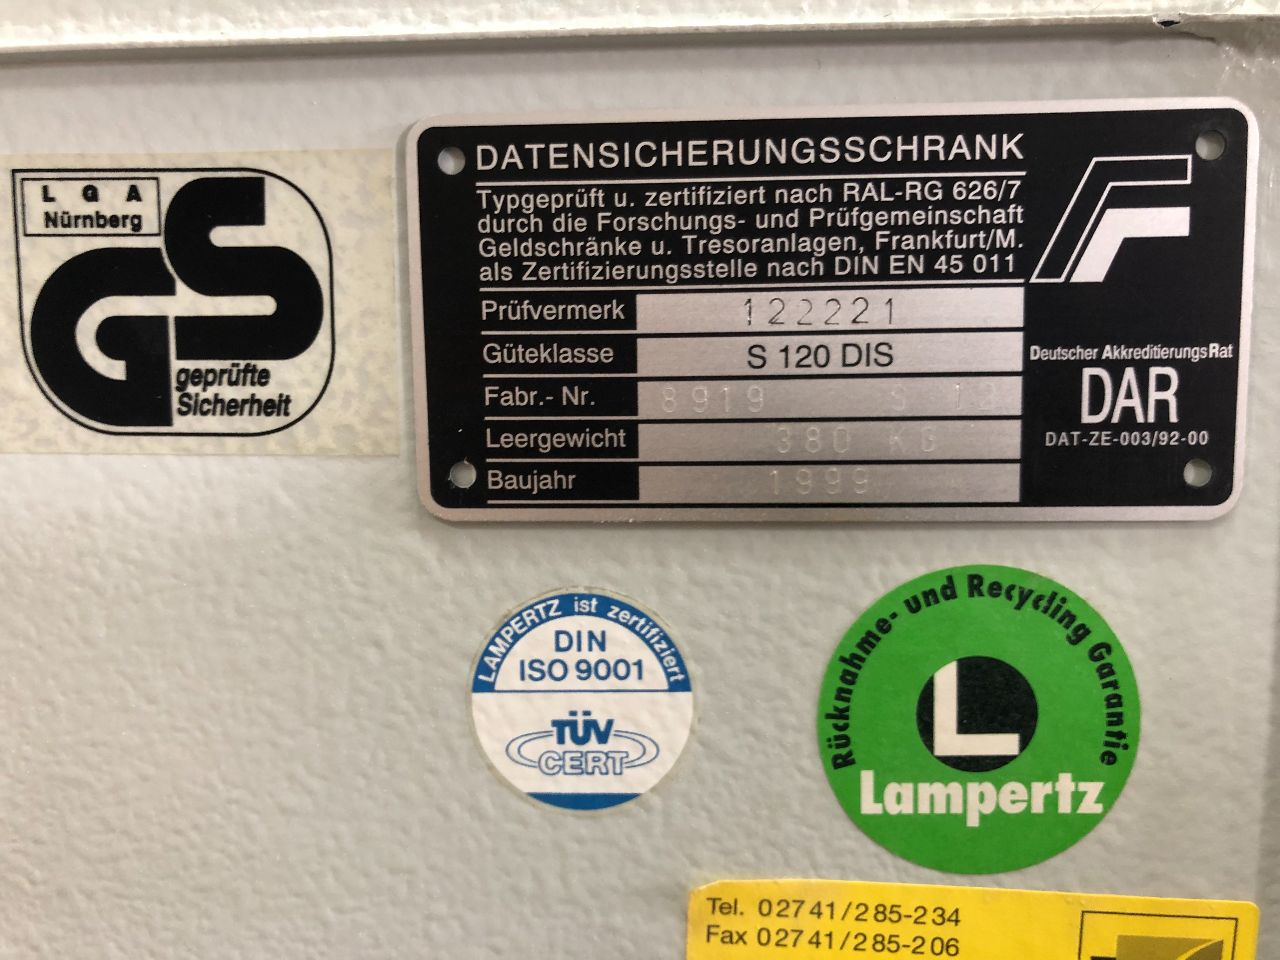 LGA
Nürnberg
GS
geprüfte
Sicherheit
DATENSICHERUNGSSCHRANK
Typgeprüft u. zertifiziert nach RAL-RG 626/7
durch die Forschungs- und Prüfgemeinschaft
Geldschränke u. Tresoranlagen, Frankfurt/M.
als Zertifizierungsstelle nach DIN EN 45 011
Prüfvermerk 122221
Güteklasse S 120 DIS
Fabr.- Nr. 8919
Leergewicht 380 KG
Baujahr 1999
Deutscher AkkreditierungsRat
DAR
DAT-ZE-003/92-00
LAMPERTZ ist zertifiziert
DIN
ISO 9001
TÜV
CERT
Rücknahme- und Recycling Garantie
L
Lampertz
Tel. 02741/285-234
Fax 02741/285-206